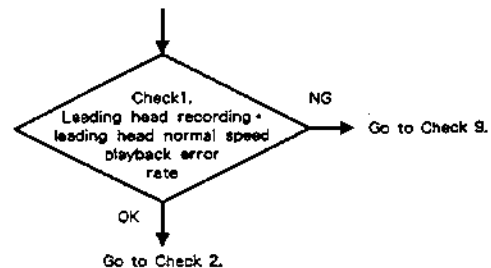 Check1.
Leading head recording •
leading head normal speed
playback error
rate
NG
Go to Check 9.
OK
Go to Check 2.